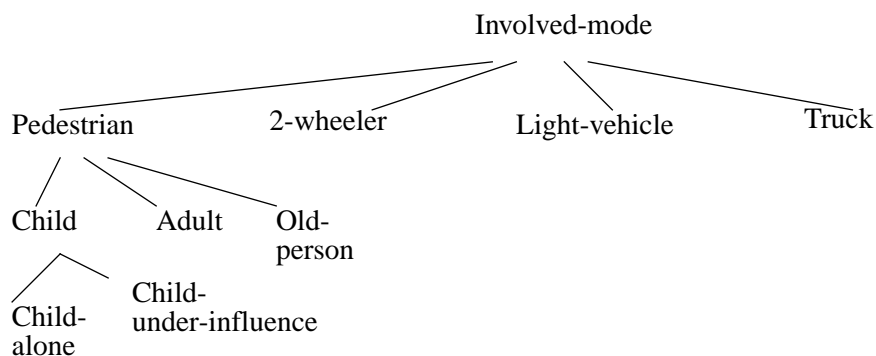 Involved-mode
Pedestrian
2-wheeler
Light-vehicle
Truck
Child
Adult
Old-
person
Child-
alone
Child-
under-influence